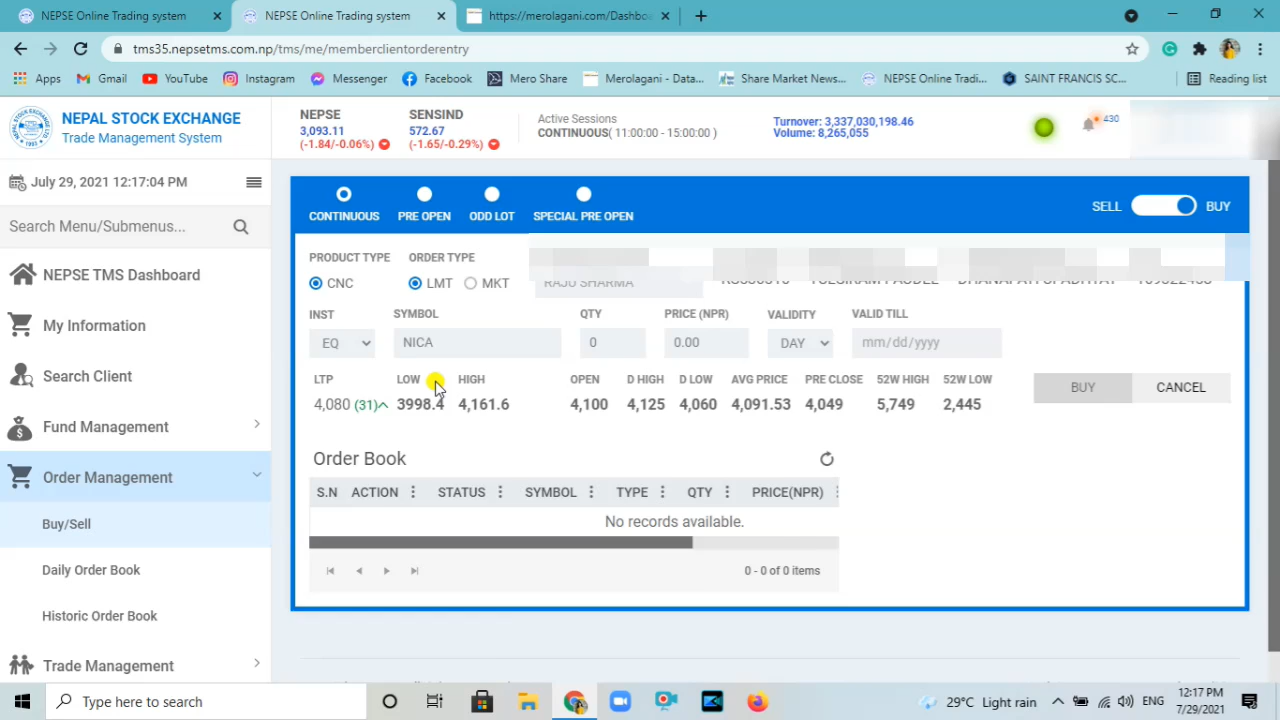 NEPSE Online Trading system
NEPSE Online Trading system
https://merolagani.com/Dashbo
tms35.nepsetms.com.np/tms/me/memberclientorderentry
Apps Gmail YouTube Instagram Messenger Facebook Mero Share Merolagani - Data... Share Market News... NEPSE Online Tradi... SAINT FRANCIS SC... Reading list
NEPAL STOCK EXCHANGE
Trade Management System
NEPSE
3,093.11
(-1.84/-0.06%)
SENSIND
572.67
(-1.65/-0.29%)
Active Sessions
CONTINUOUS( 11:00:00 - 15:00:00 )
Turnover: 3,337,030,198.46
Volume: 8,265,055
430
July 29, 2021 12:17:04 PM
Search Menu/Submenus...
NEPSE TMS Dashboard
My Information
Search Client
Fund Management
Order Management
Buy/Sell
Daily Order Book
Historic Order Book
Trade Management
CONTINUOUS PRE OPEN ODD LOT SPECIAL PRE OPEN
SELL BUY
PRODUCT TYPE ORDER TYPE
CNC LMT MKT RAJU SHARMA
INST SYMBOL QTY PRICE (NPR) VALIDITY VALID TILL
EQ NICA 0 0.00 DAY mm/dd/yyyy
LTP LOW HIGH OPEN D HIGH D LOW AVG PRICE PRE CLOSE 52W HIGH 52W LOW
4,080 (31) 3998.4 4,161.6 4,100 4,125 4,060 4,091.53 4,049 5,749 2,445
BUY CANCEL
Order Book
S.N ACTION STATUS SYMBOL TYPE QTY PRICE(NPR)
No records available.
0 - 0 of 0 items
Type here to search
29°C Light rain
ENG
12:17 PM
7/29/2021